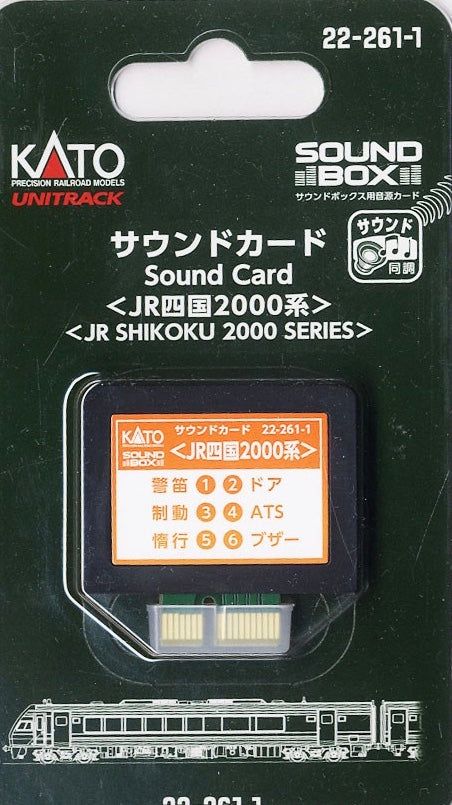 22-261-1
KATO
PRECISION RAILROAD MODELS
UNITRACK
SOUND
BOX
サウンドボックス用音源カード
サウンド
同調
サウンドカード
Sound Card
<JR四国2000系>
<JR SHIKOKU 2000 SERIES>
KATO サウンドカード 22-261-1
SOUND BOX <JR四国2000系>
警笛 1 2 ドア
制動 3 4 ATS
惰行 5 6 ブザー
22-261-1